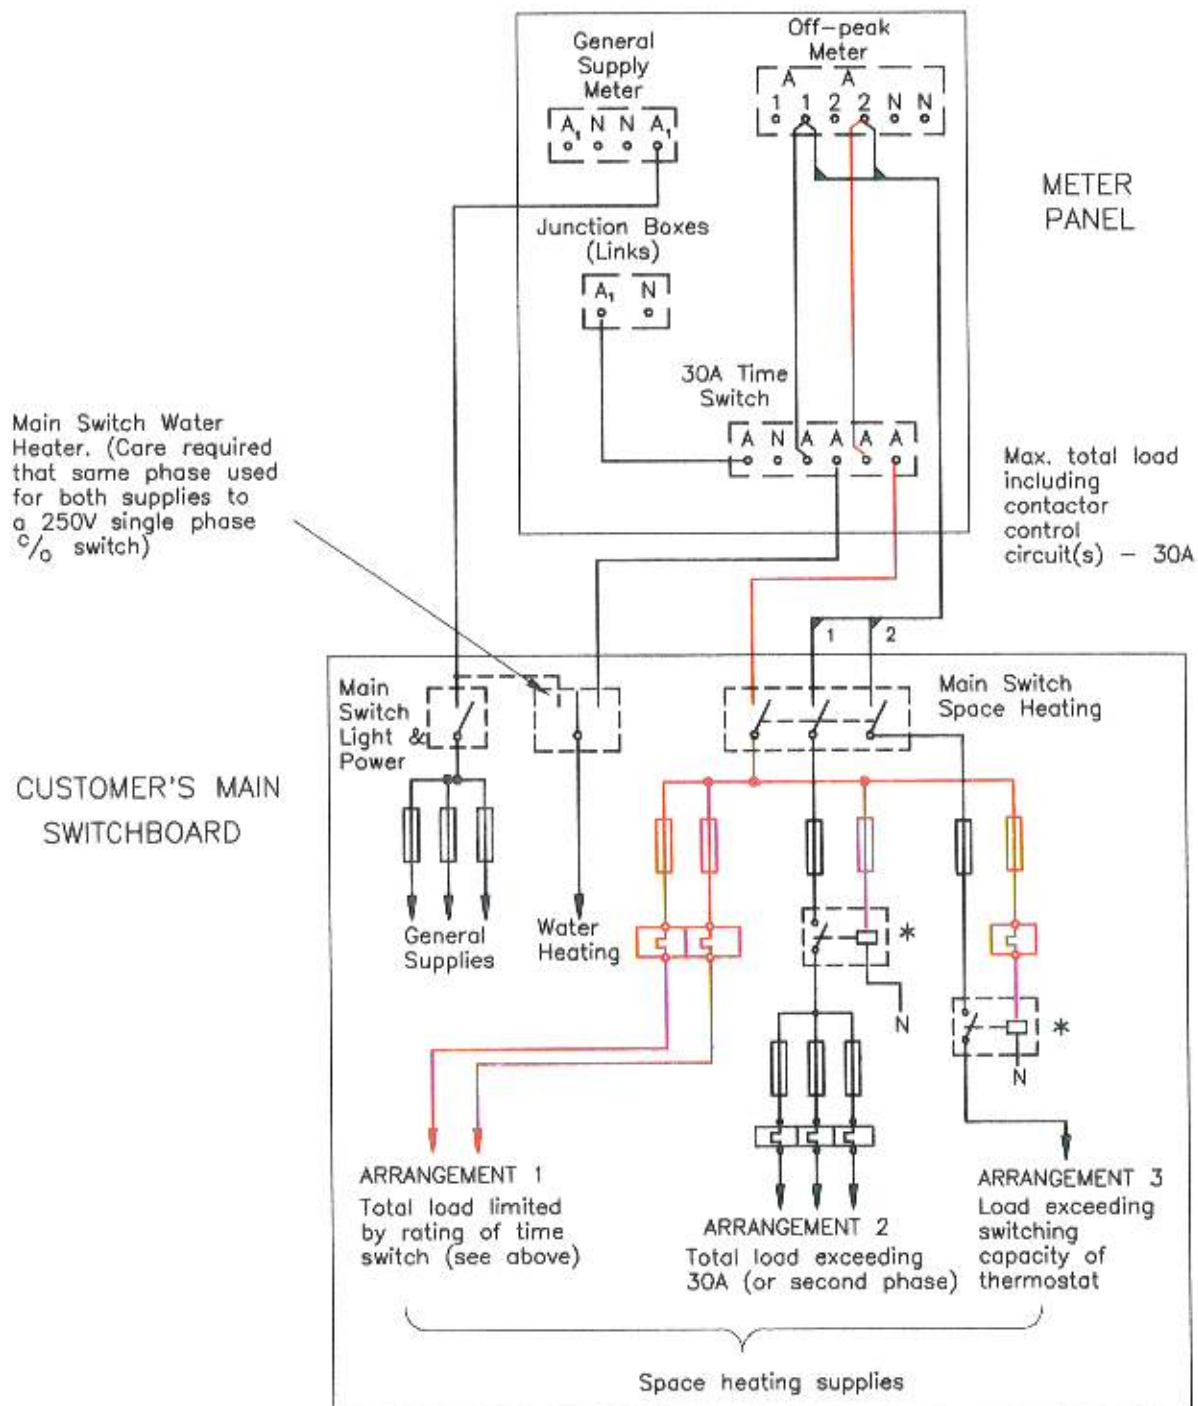 General
Supply
Meter
A₁ N N A₁
Off-peak
Meter
A A
1 1 2 2 N N
METER
PANEL
Junction Boxes
(Links)
A₁ N
30A Time
Switch
A N A A A A
Main Switch Water
Heater. (Care required
that same phase used
for both supplies to
a 250V single phase
c/o switch)
Max. total load
including
contactor
control
circuit(s) - 30A
1 2
Main
Switch
Light &
Power
Main Switch
Space Heating
CUSTOMER'S MAIN
SWITCHBOARD
General
Supplies
Water
Heating
*
N
*
N
ARRANGEMENT 1
Total load limited
by rating of time
switch (see above)
ARRANGEMENT 2
Total load exceeding
30A (or second phase)
ARRANGEMENT 3
Load exceeding
switching
capacity of
thermostat
Space heating supplies